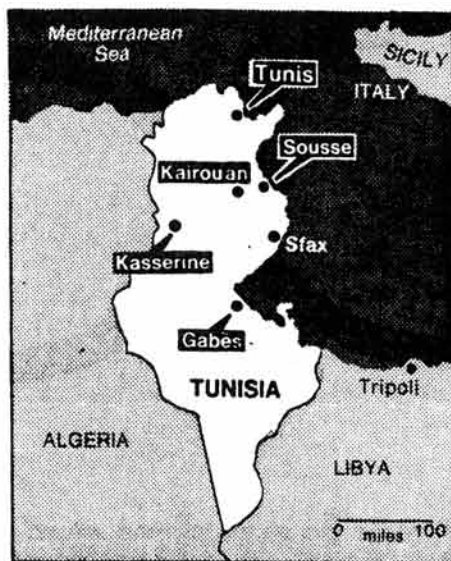 Mediterranean
Sea
SICILY
Tunis
ITALY
Sousse
Kairouan
Sfax
Kasserine
Gabes
TUNISIA
Tripoli
ALGERIA
LIBYA
0 100
miles